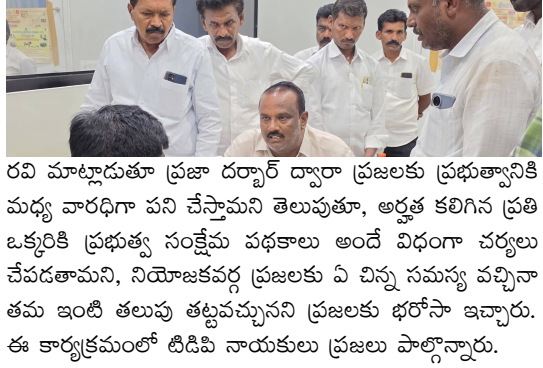 రవి మాట్లాడుతూ ప్రజా దర్బార్ ద్వారా ప్రజలకు ప్రభుత్వానికి
మధ్య వారధిగా పని చేస్తామని తెలుపుతూ, అర్హత కలిగిన ప్రతి
ఒక్కరికి ప్రభుత్వ సంక్షేమ పథకాలు అందే విధంగా చర్యలు
చేపడతామని, నియోజకవర్గ ప్రజలకు ఏ చిన్న సమస్య వచ్చినా
తమ ఇంటి తలుపు తట్టవచ్చునని ప్రజలకు భరోసా ఇచ్చారు.
ఈ కార్యక్రమంలో టిడిపి నాయకులు ప్రజలు పాల్గొన్నారు.